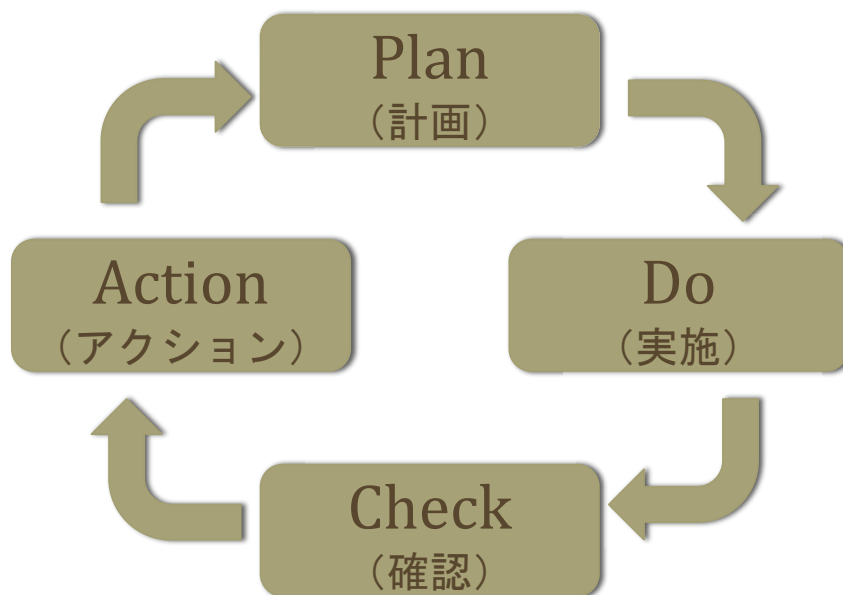 Plan
（計画）
Do
（実施）
Check
（確認）
Action
（アクション）